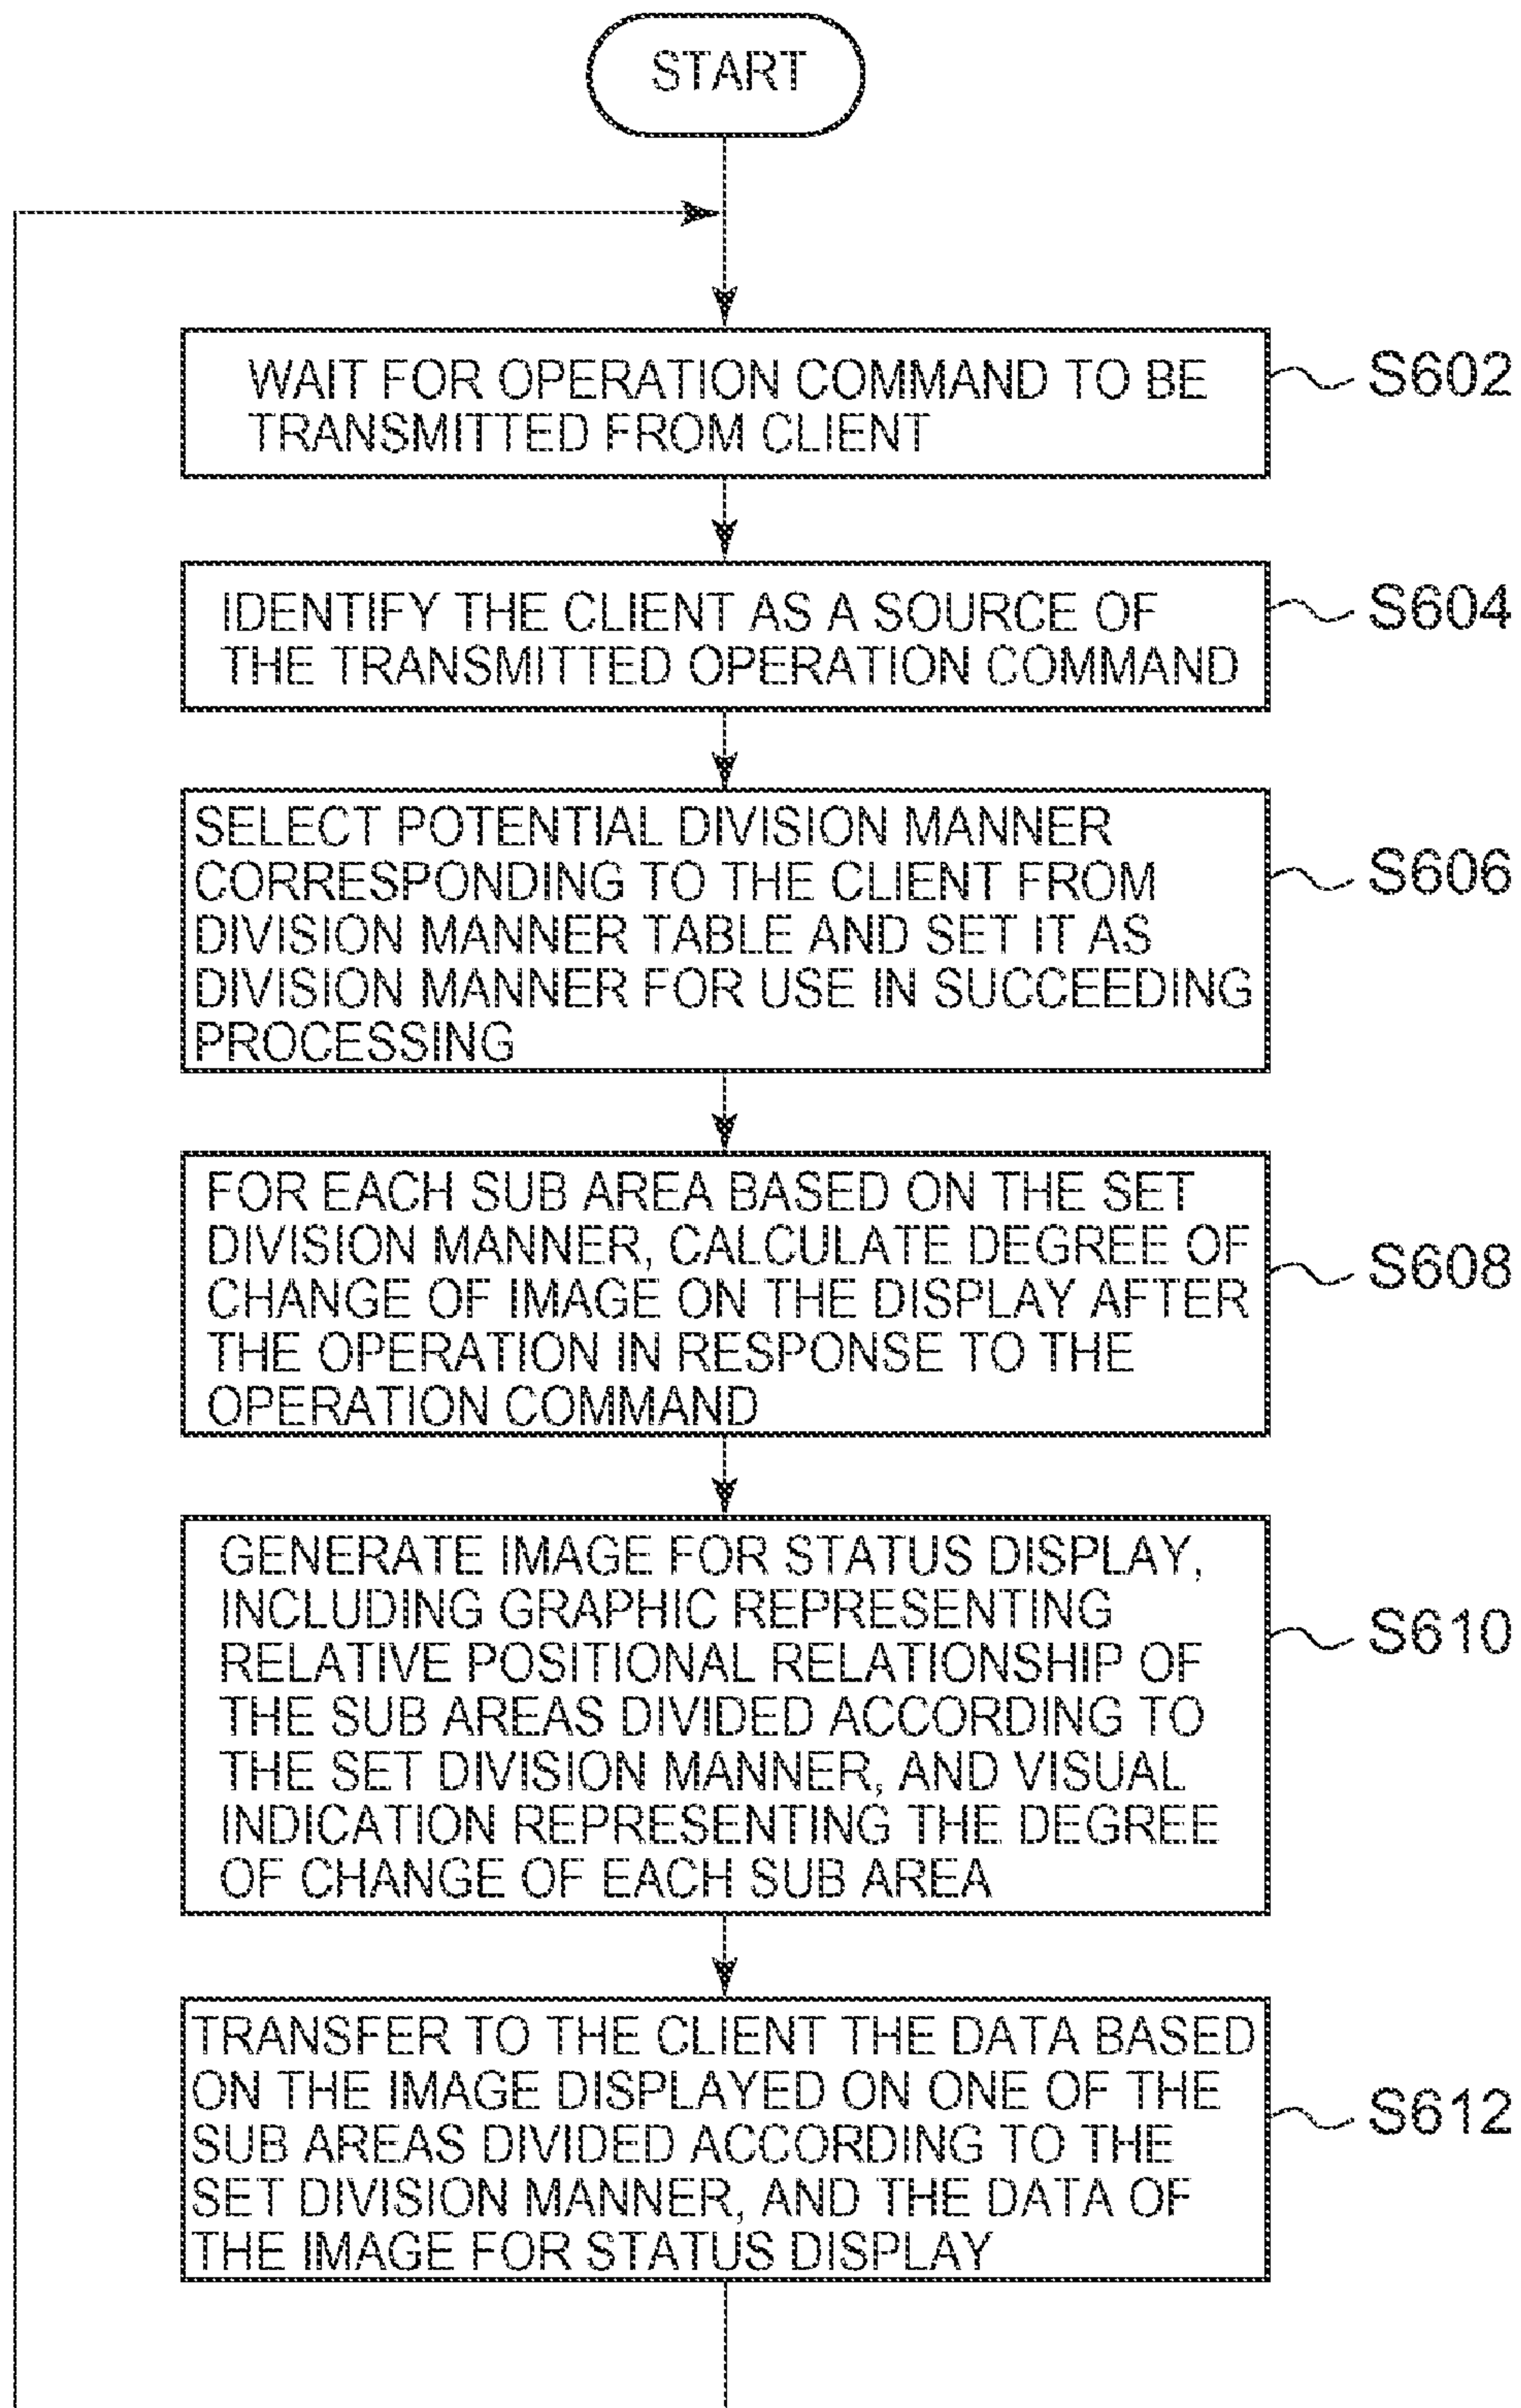 START
WAIT FOR OPERATION COMMAND TO BE
TRANSMITTED FROM CLIENT
S602
IDENTIFY THE CLIENT AS A SOURCE OF
THE TRANSMITTED OPERATION COMMAND
S604
SELECT POTENTIAL DIVISION MANNER
CORRESPONDING TO THE CLIENT FROM
DIVISION MANNER TABLE AND SET IT AS
DIVISION MANNER FOR USE IN SUCCEEDING
PROCESSING
S606
FOR EACH SUB AREA BASED ON THE SET
DIVISION MANNER, CALCULATE DEGREE OF
CHANGE OF IMAGE ON THE DISPLAY AFTER
THE OPERATION IN RESPONSE TO THE
OPERATION COMMAND
S608
GENERATE IMAGE FOR STATUS DISPLAY,
INCLUDING GRAPHIC REPRESENTING
RELATIVE POSITIONAL RELATIONSHIP OF
THE SUB AREAS DIVIDED ACCORDING TO
THE SET DIVISION MANNER, AND VISUAL
INDICATION REPRESENTING THE DEGREE
OF CHANGE OF EACH SUB AREA
S610
TRANSFER TO THE CLIENT THE DATA BASED
ON THE IMAGE DISPLAYED ON ONE OF THE
SUB AREAS DIVIDED ACCORDING TO THE
SET DIVISION MANNER, AND THE DATA OF
THE IMAGE FOR STATUS DISPLAY
S612